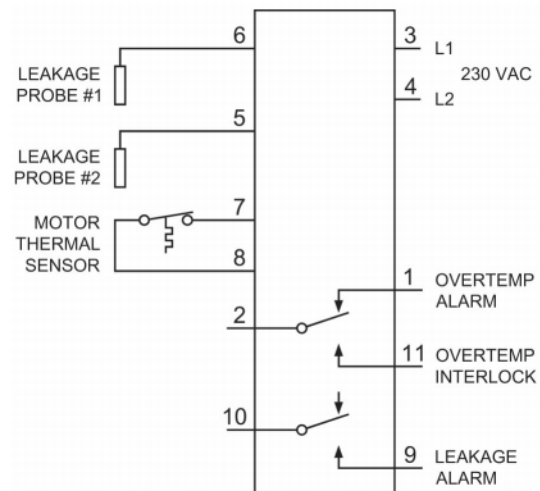 6
LEAKAGE
PROBE #1
5
LEAKAGE
PROBE #2
7
MOTOR
THERMAL
SENSOR
8
2
10
3
L1
230 VAC
4
L2
1
OVERTEMP
ALARM
11
OVERTEMP
INTERLOCK
9
LEAKAGE
ALARM